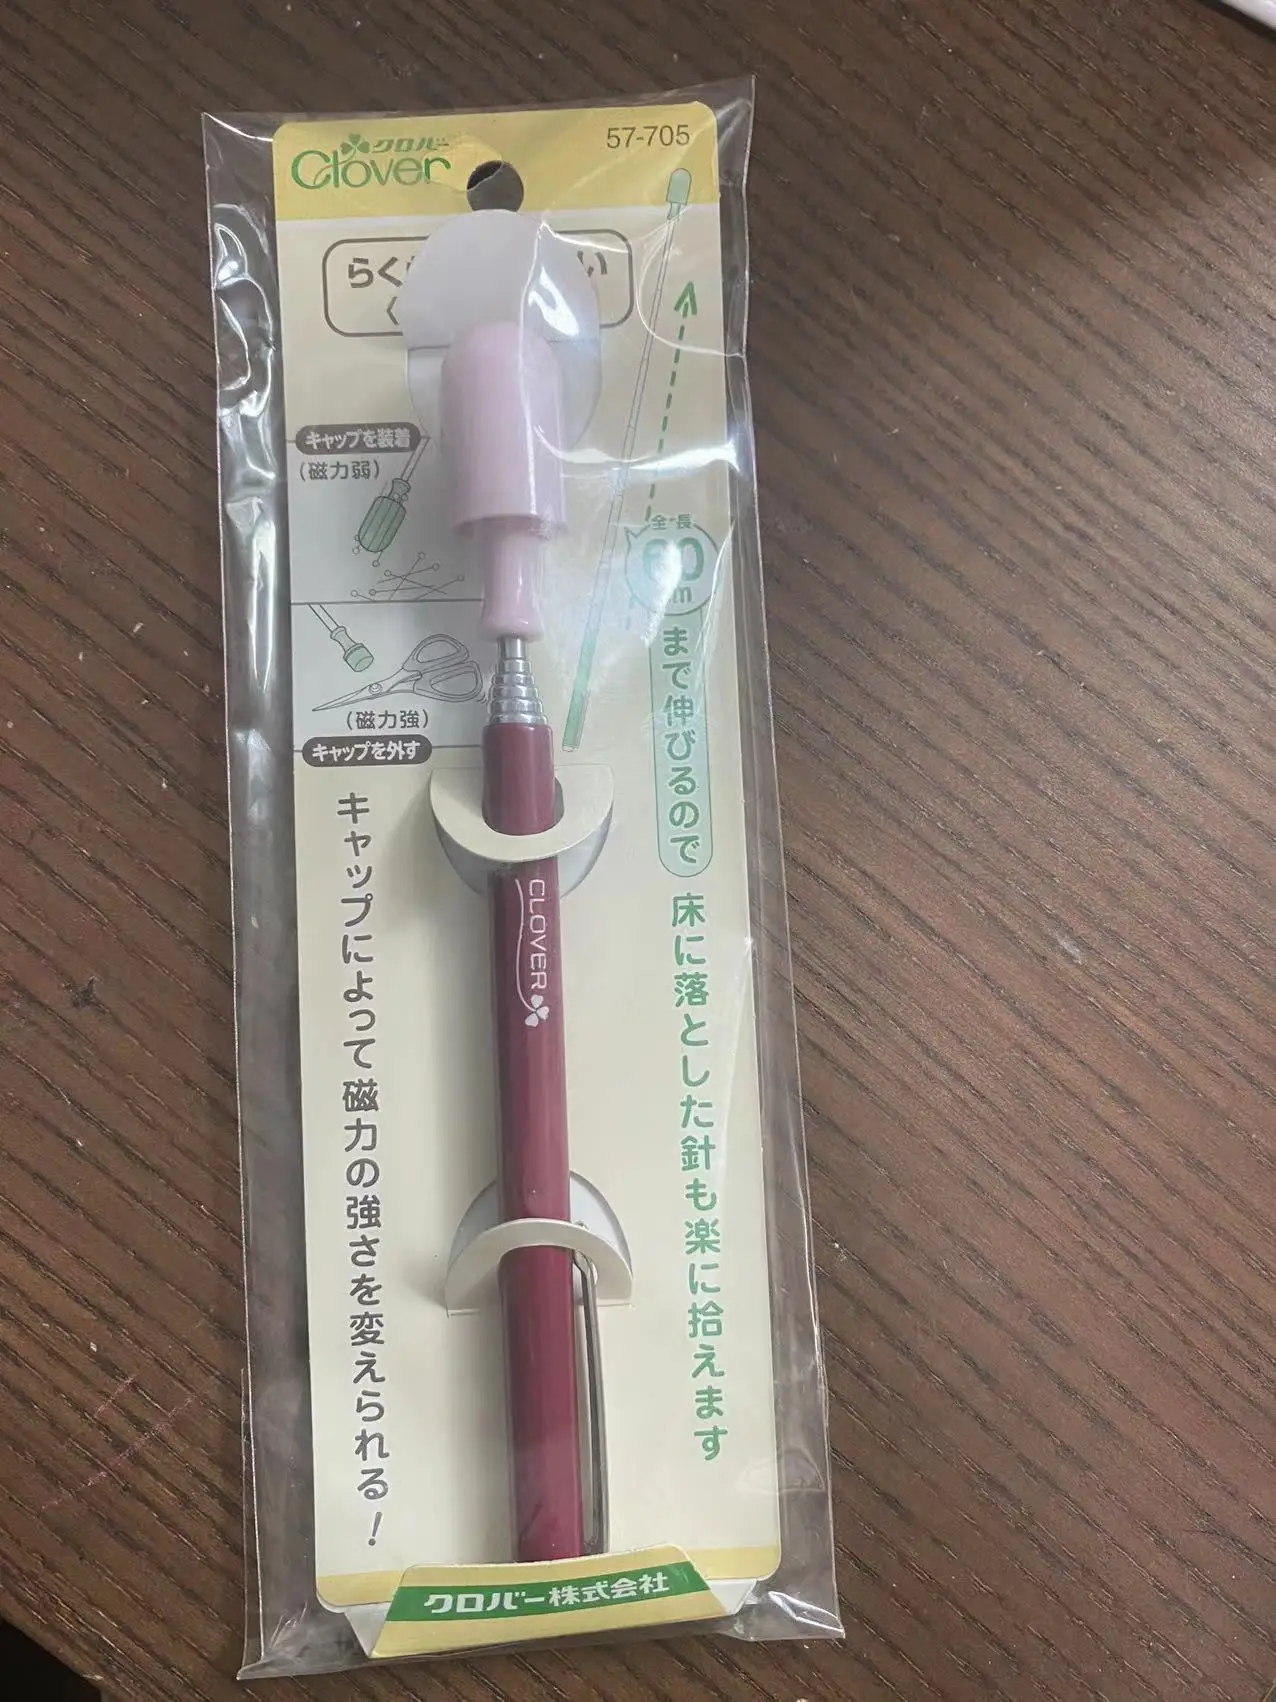 クロバー
Clover
57-705
らく
い
キャップを装着
(磁力弱)
(磁力強)
キャップを外す
全長
60
まで伸びるので
床に落とした針も楽に拾えます
キャップによって磁力の強さを変えられる!
CLOVER
クロバー株式会社